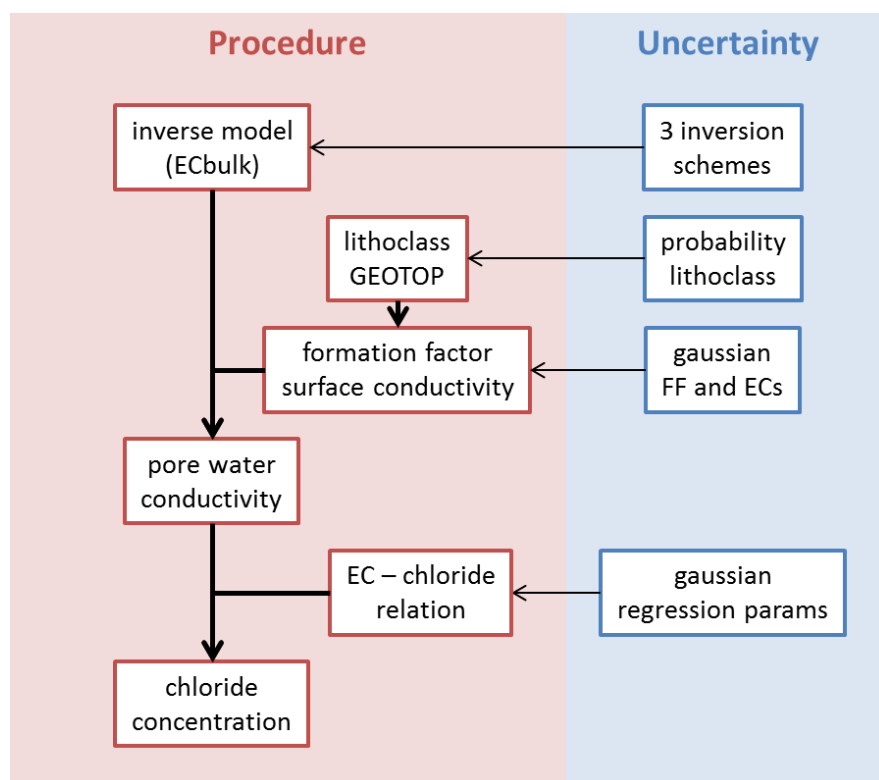 Procedure
Uncertainty
inverse model
(ECbulk)
3 inversion
schemes
lithoclass
GEOTOP
probability
lithoclass
formation factor
surface conductivity
gaussian
FF and ECs
pore water
conductivity
EC – chloride
relation
gaussian
regression params
chloride
concentration